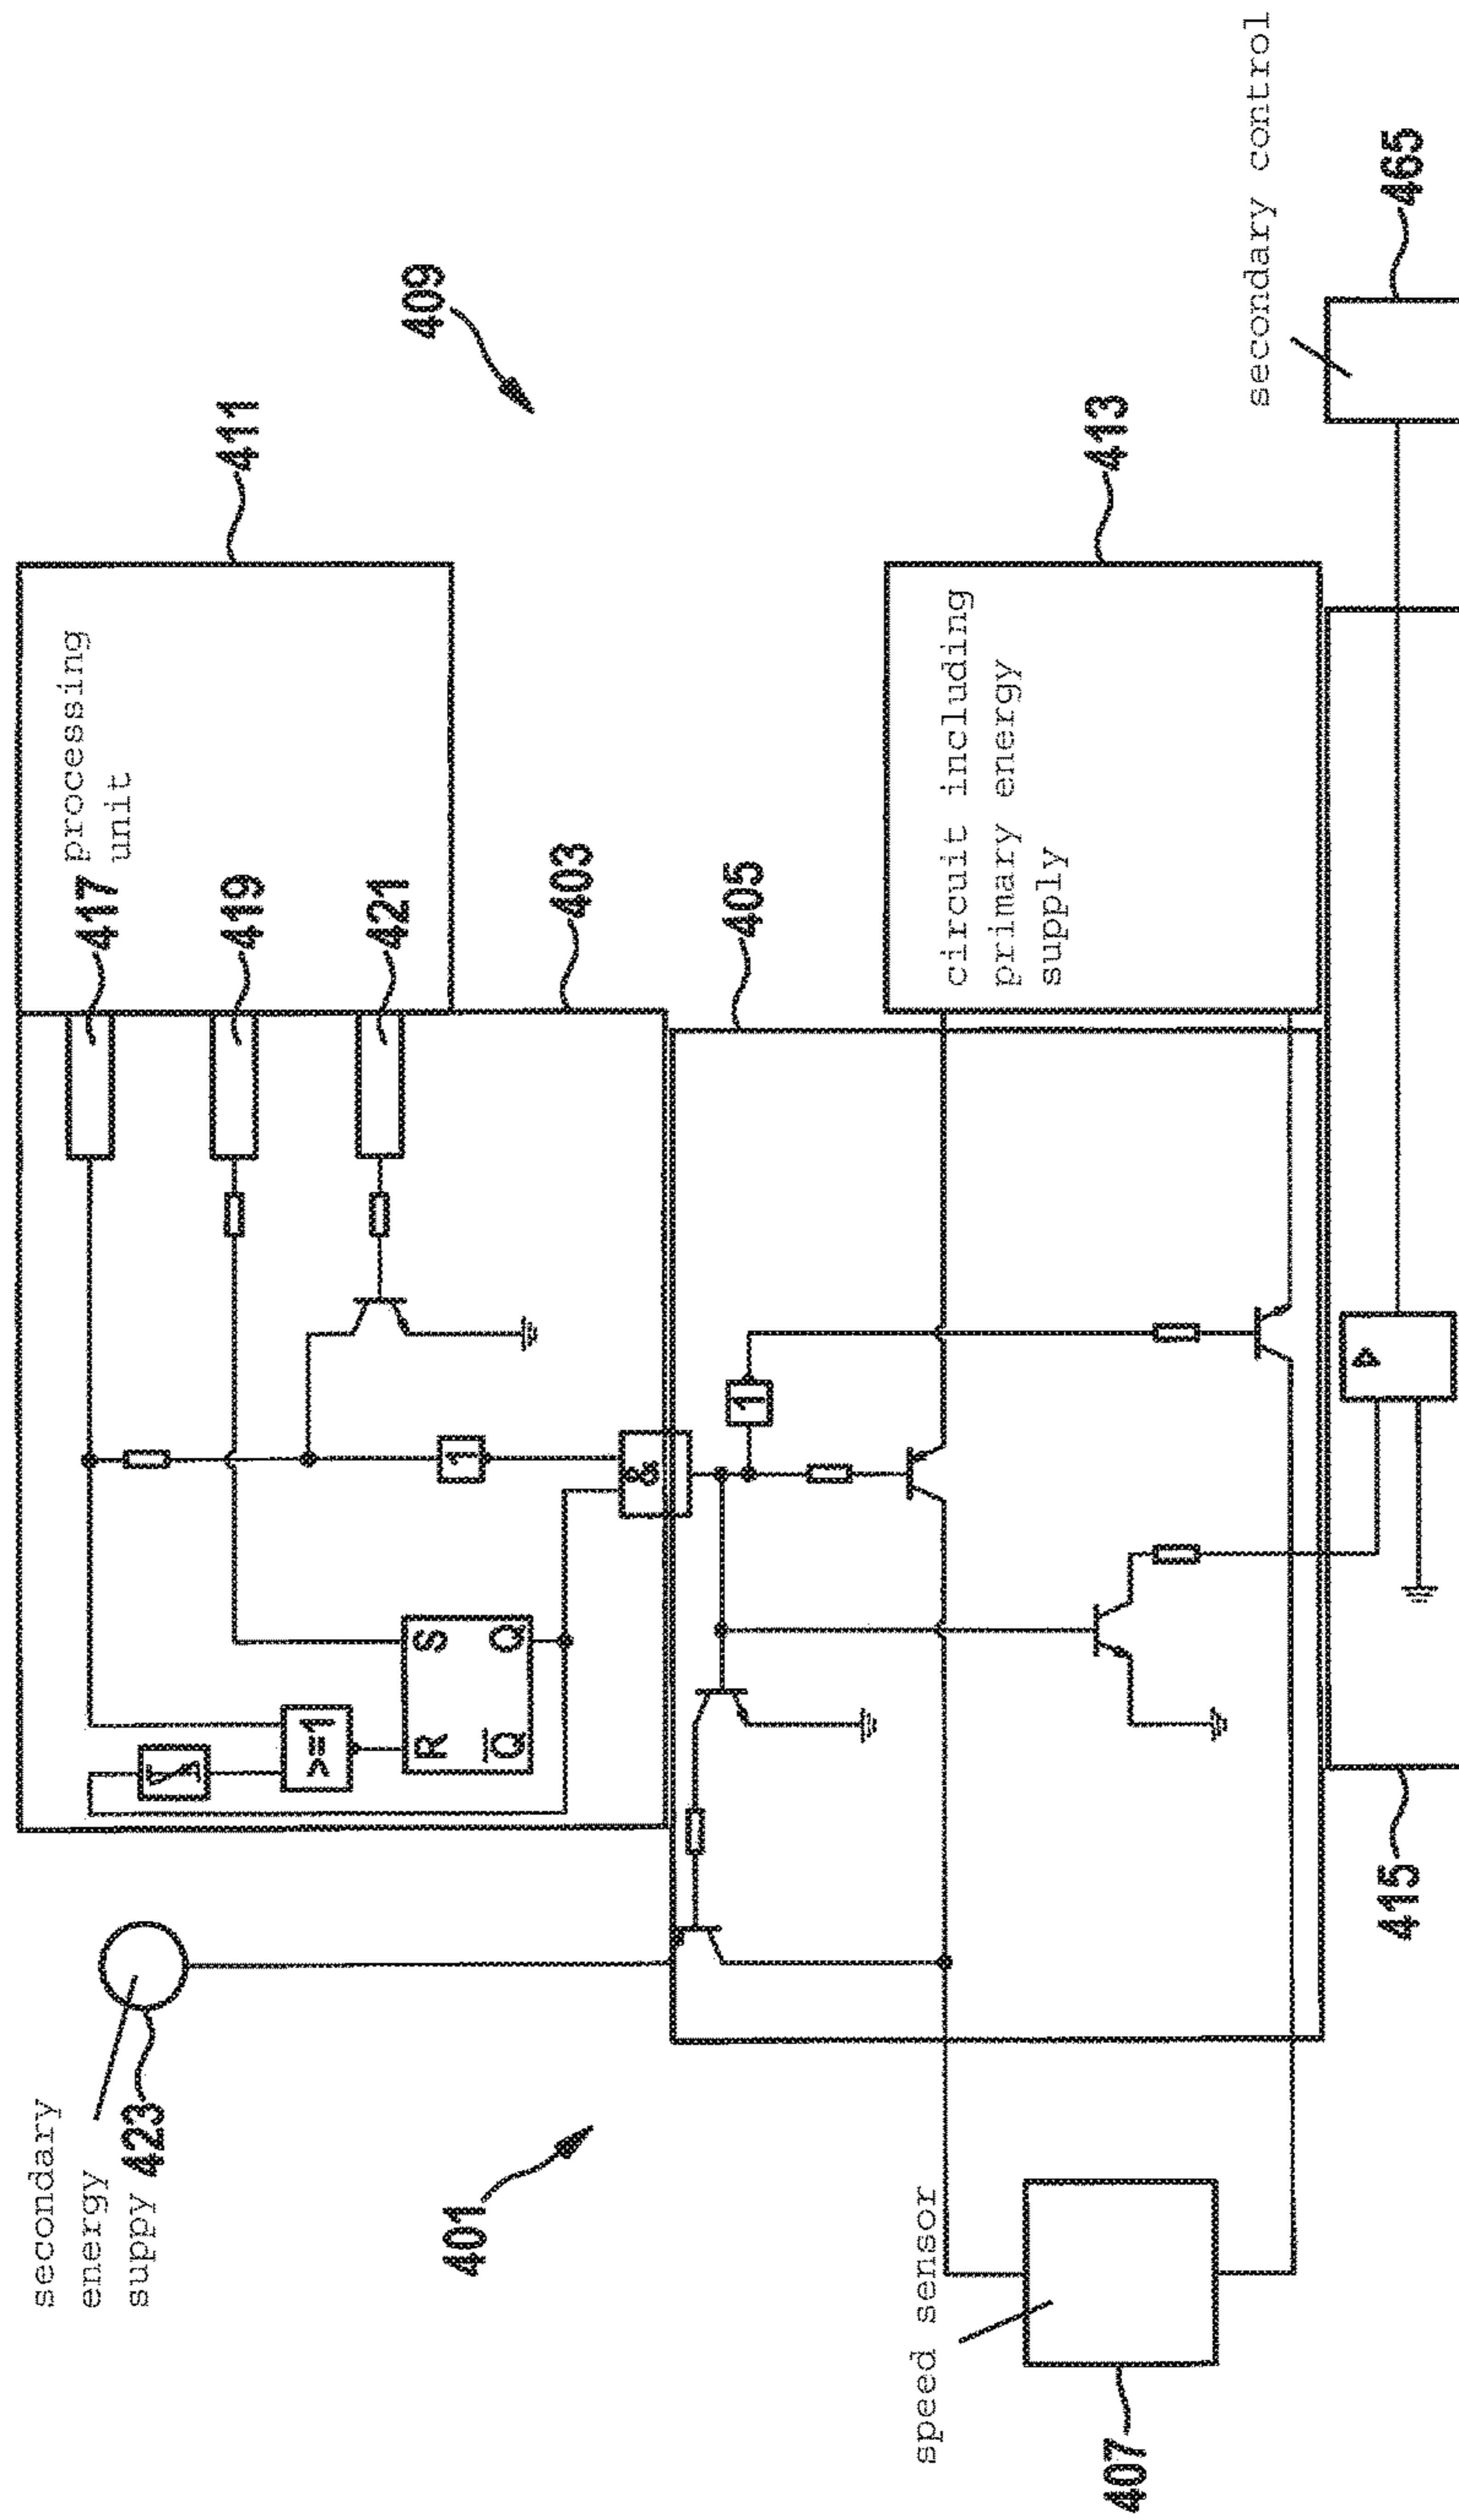 secondary
energy
suppy 423
401
>=1
R
S
Q
Q
1
&
417
419
421
processing
unit
411
403
409
405
1
speed sensor
407
circuit including
primary energy
supply
413
415
secondary control
465